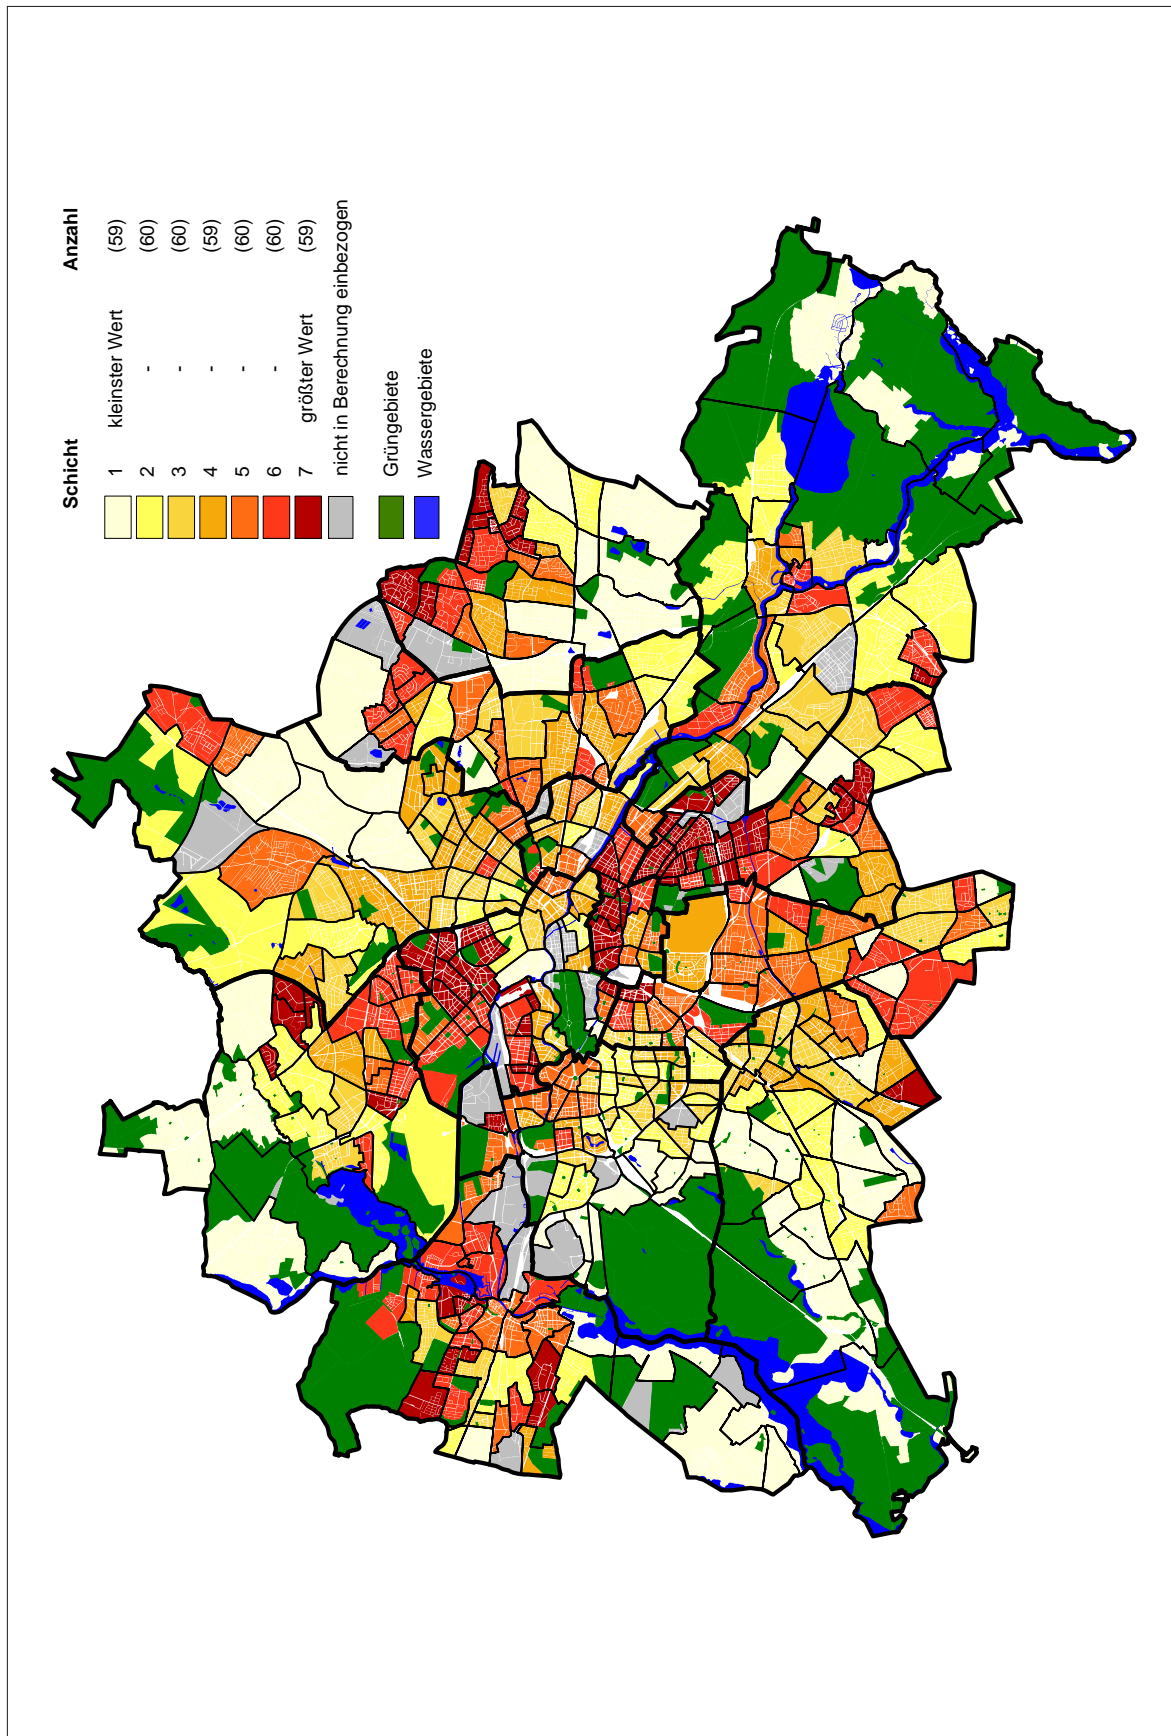 Schicht Anzahl
1 kleinster Wert (59)
2 - (60)
3 - (60)
4 - (59)
5 - (60)
6 - (60)
7 größter Wert (59)
nicht in Berechnung einbezogen
Grüngebiete
Wassergebiete